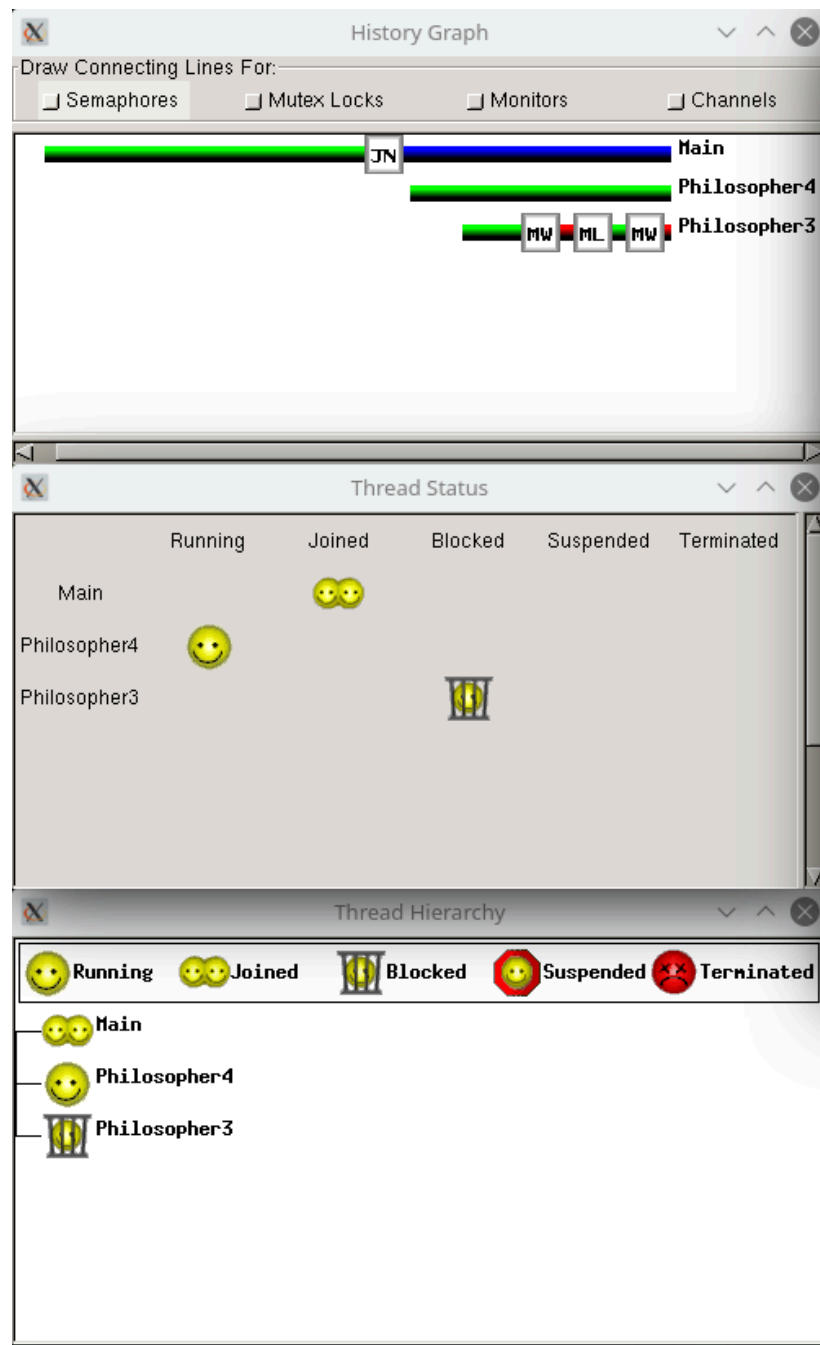 History Graph
Draw Connecting Lines For:
Semaphores Mutex Locks Monitors Channels
JN Main
Philosopher4
MW ML MW Philosopher3
Thread Status
Running Joined Blocked Suspended Terminated
Main
Philosopher4
Philosopher3
Thread Hierarchy
Running Joined Blocked Suspended Terminated
Main
Philosopher4
Philosopher3